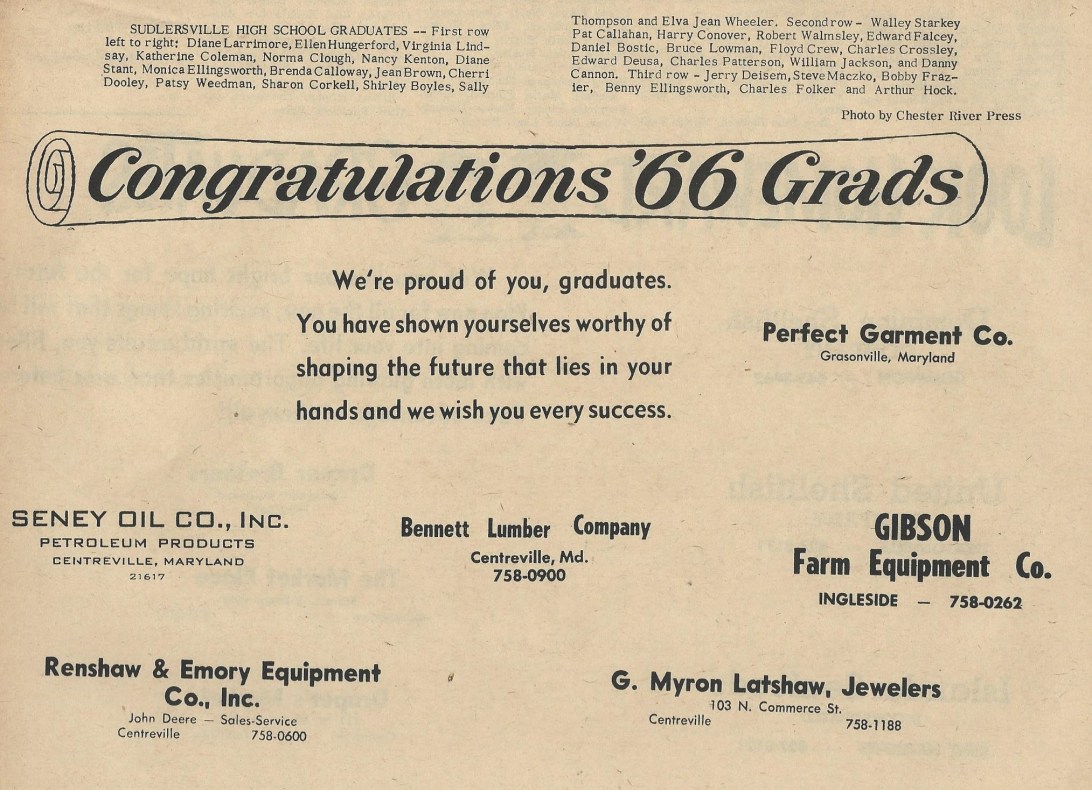 SUDLERSVILLE HIGH SCHOOL GRADUATES -- First row
left to right: Diane Larrimore, Ellen Hungerford, Virginia Lind-
say, Katherine Coleman, Norma Clough, Nancy Kenton, Diane
Stant, Monica Ellingsworth, Brenda Calloway, Jean Brown, Cherri
Dooley, Patsy Weedman, Sharon Corkell, Shirley Boyles, Sally
Thompson and Elva Jean Wheeler. Second row - Walley Starkey
Pat Callahan, Harry Conover, Robert Walmsley, Edward Falcey,
Daniel Bostic, Bruce Lowman, Floyd Crew, Charles Crossley,
Edward Deusa, Charles Patterson, William Jackson, and Danny
Cannon. Third row - Jerry Deisem, Steve Maczko, Bobby Fraz-
ier, Benny Ellingsworth, Charles Folker and Arthur Hock.
Photo by Chester River Press
Congratulations '66 Grads
We're proud of you, graduates.
You have shown yourselves worthy of
shaping the future that lies in your
hands and we wish you every success.
Perfect Garment Co.
Grasonville, Maryland
SENEY OIL CO., INC.
PETROLEUM PRODUCTS
CENTREVILLE, MARYLAND
21617
Bennett Lumber Company
Centreville, Md.
758-0900
GIBSON
Farm Equipment Co.
INGLESIDE — 758-0262
Renshaw & Emory Equipment
Co., Inc.
John Deere — Sales-Service
Centreville 758-0600
G. Myron Latshaw, Jewelers
103 N. Commerce St.
Centreville 758-1188